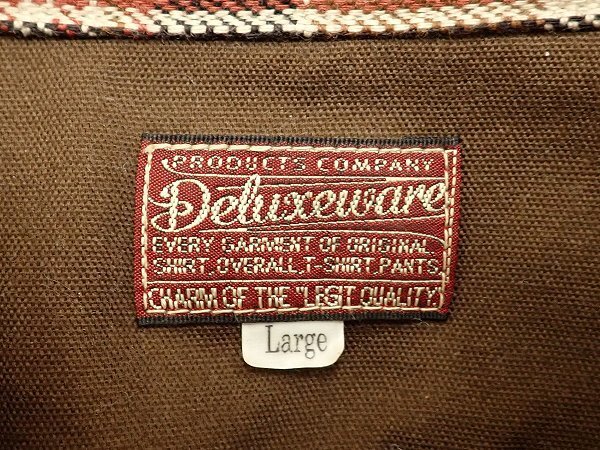 PRODUCTS COMPANY
Deluxeware
EVERY GARMENT OF ORIGINAL
SHIRT, OVERALL, T-SHIRT PANTS
CHARM OF THE "LEGIT QUALITY"
Large